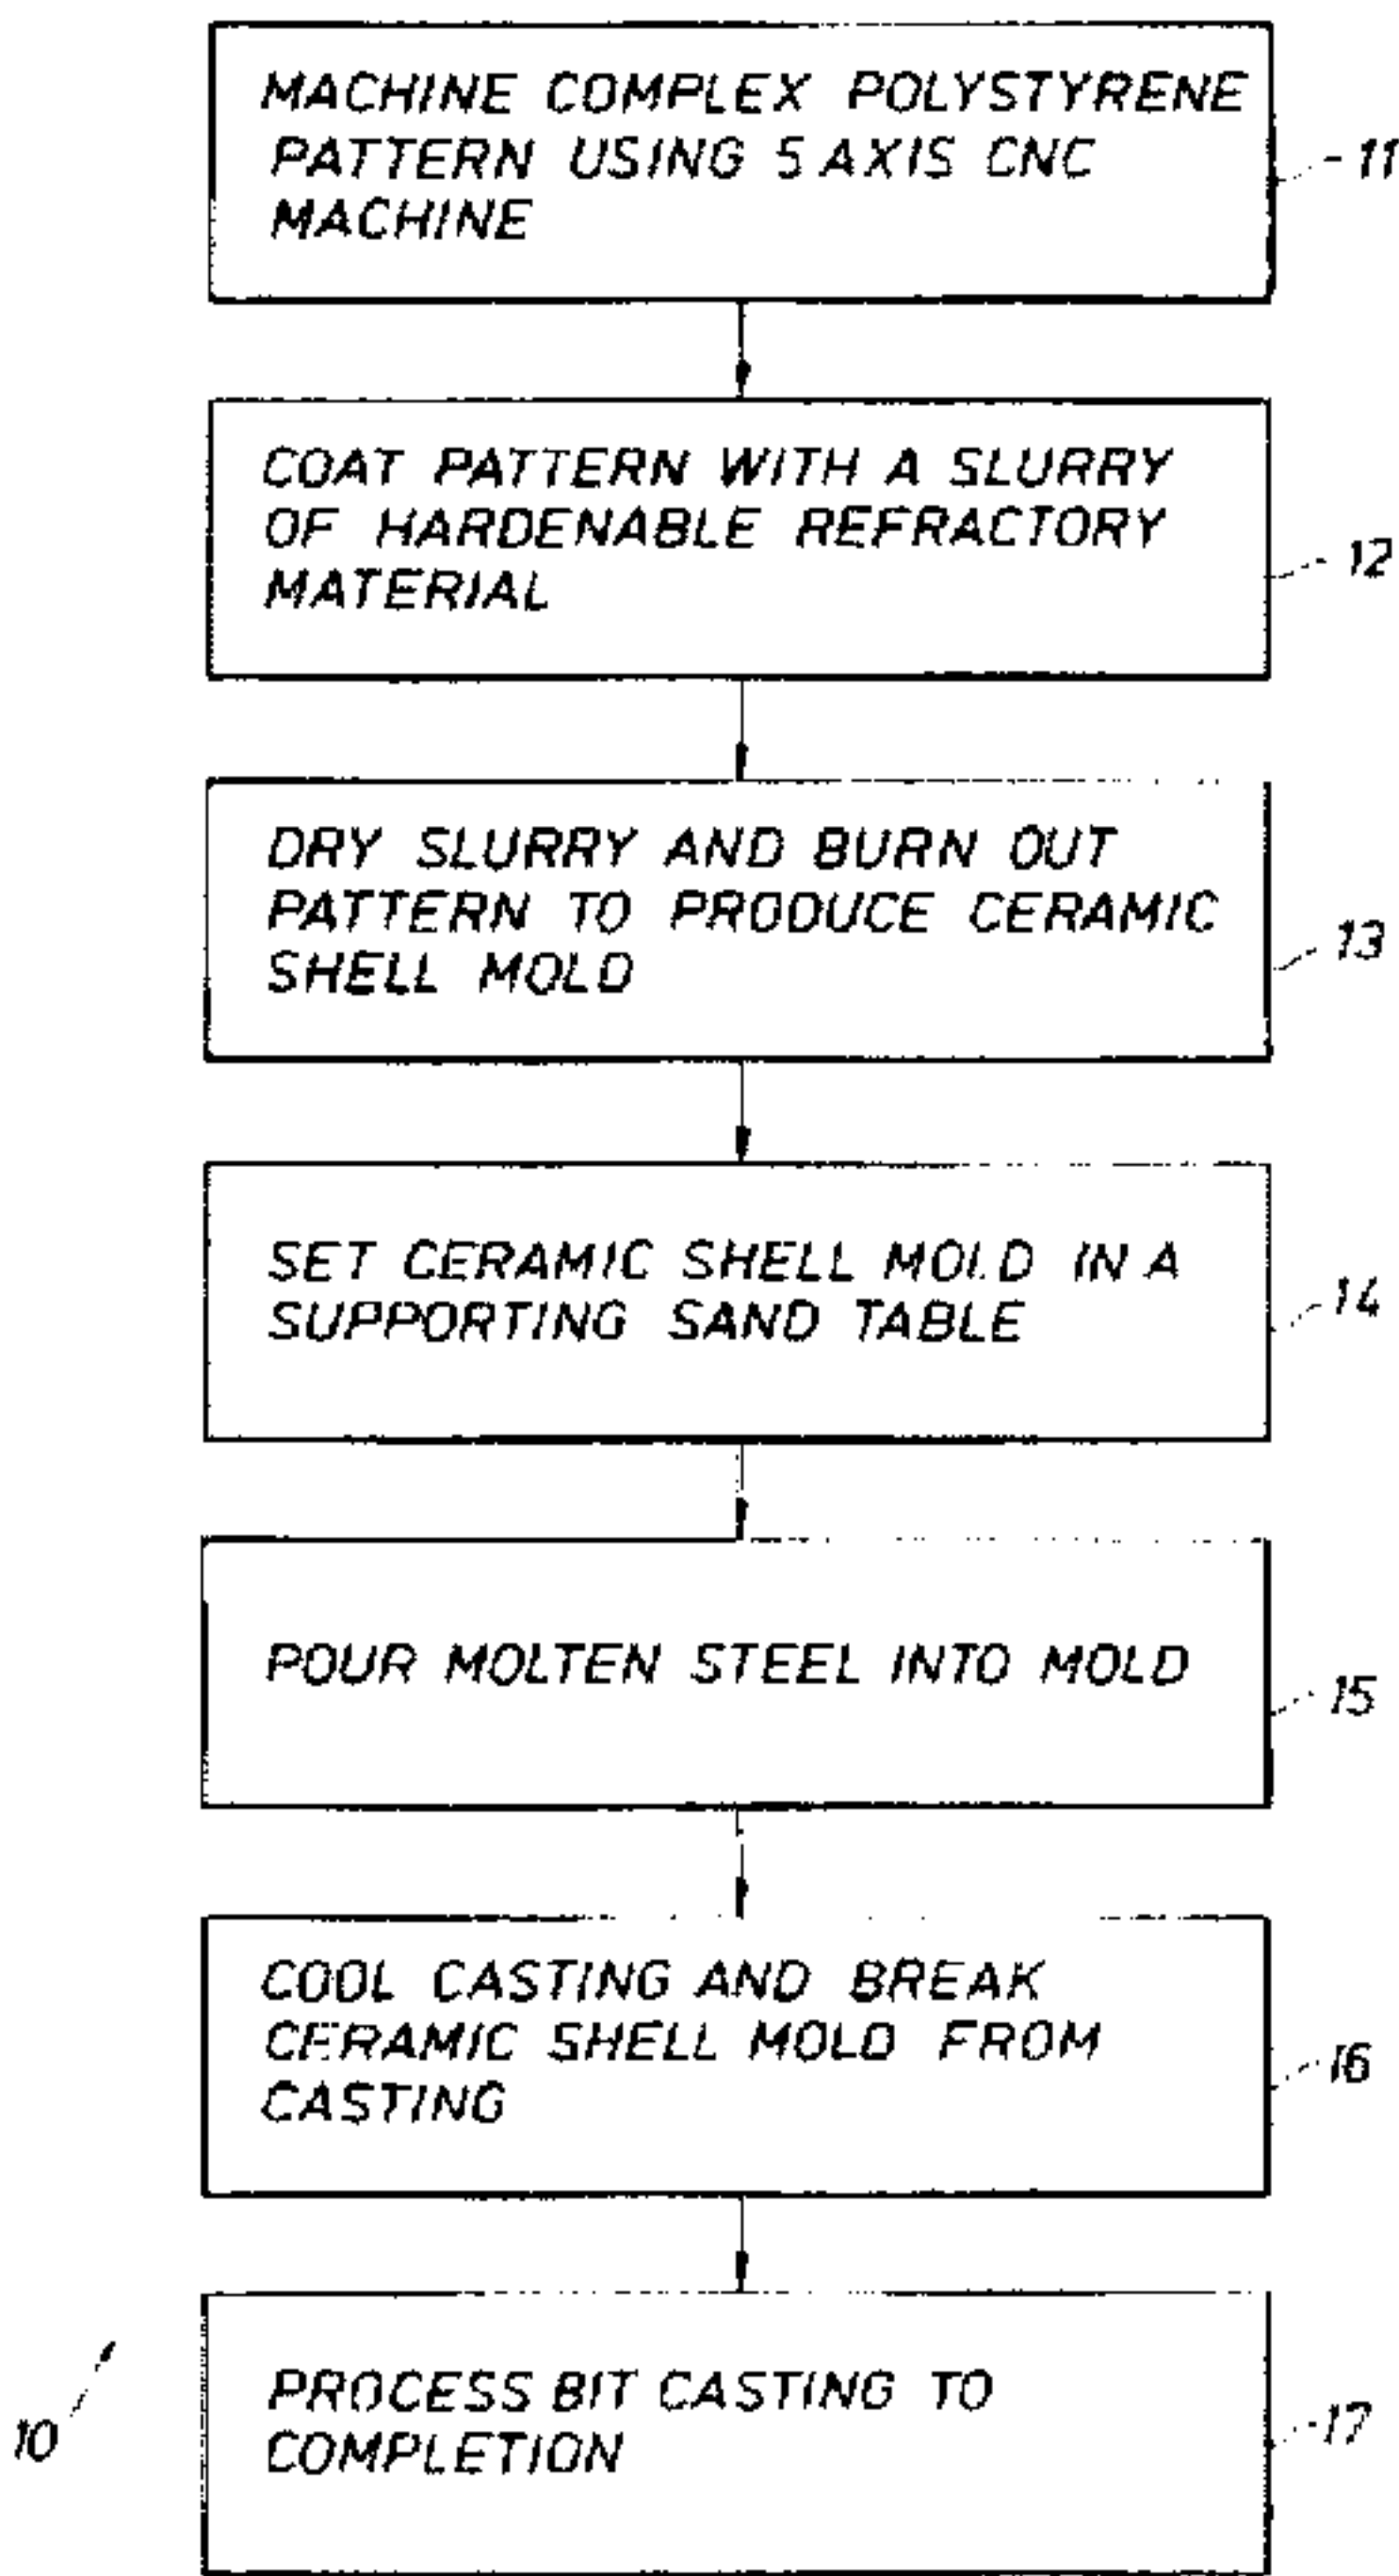 MACHINE COMPLEX POLYSTYRENE
PATTERN USING 5 AXIS CNC
MACHINE
11
COAT PATTERN WITH A SLURRY
OF HARDENABLE REFRACTORY
MATERIAL
12
DRY SLURRY AND BURN OUT
PATTERN TO PRODUCE CERAMIC
SHELL MOLD
13
SET CERAMIC SHELL MOLD IN A
SUPPORTING SAND TABLE
14
POUR MOLTEN STEEL INTO MOLD
15
COOL CASTING AND BREAK
CERAMIC SHELL MOLD FROM
CASTING
16
PROCESS BIT CASTING TO
COMPLETION
17
10